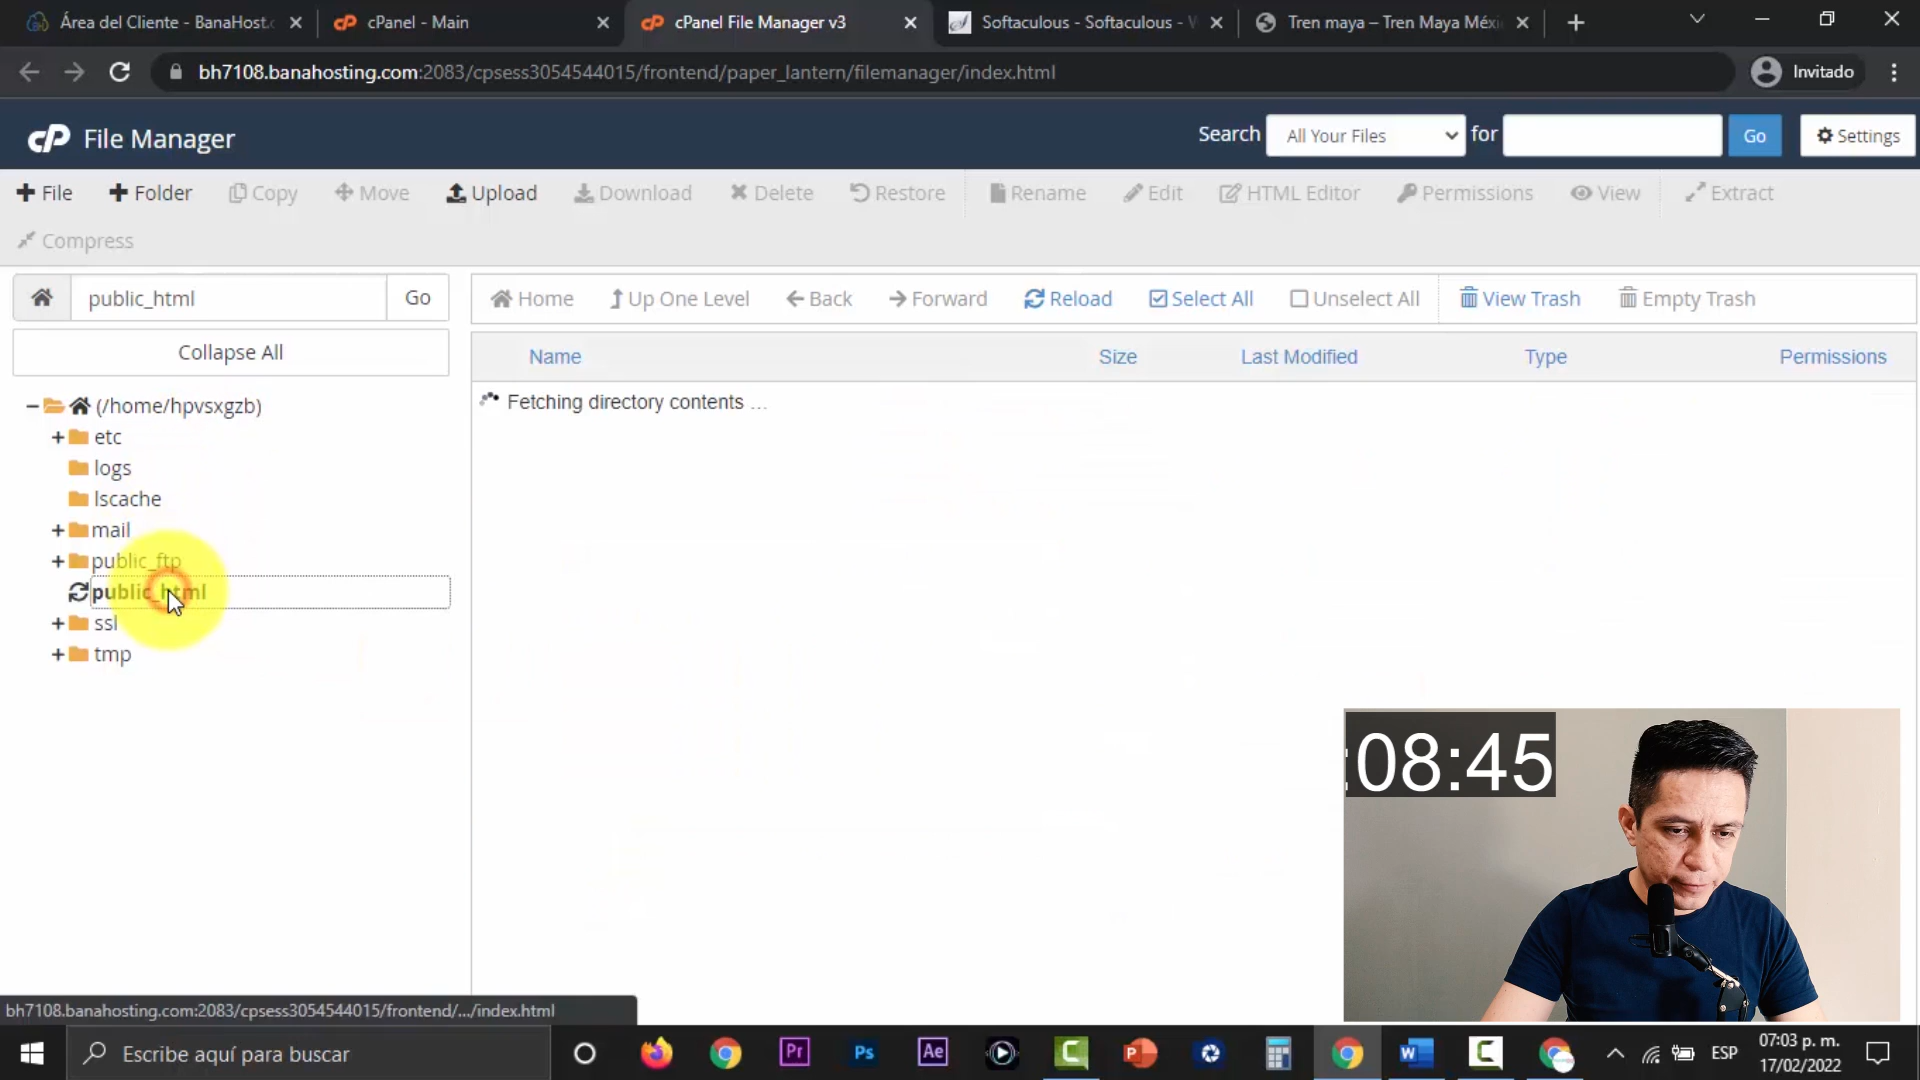 Área del Cliente - BanaHost.c
cPanel - Main
cPanel File Manager v3
Softaculous - Softaculous - W
Tren maya – Tren Maya Méxi
bh7108.banahosting.com:2083/cpsess3054544015/frontend/paper_lantern/filemanager/index.html
Invitado
cP File Manager
Search All Your Files for Go Settings
File Folder Copy Move Upload Download Delete Restore Rename Edit HTML Editor Permissions View Extract
Compress
public_html Go
Home Up One Level Back Forward Reload Select All Unselect All View Trash Empty Trash
Collapse All
Name Size Last Modified Type Permissions
Fetching directory contents ...
(/home/hpvsxgzb)
etc
logs
lscache
mail
public_ftp
public_html
ssl
tmp
:08:45
bh7108.banahosting.com:2083/cpsess3054544015/frontend/.../index.html
Escribe aquí para buscar
Pr
Ps
Ae
ESP
07:03 p. m.
17/02/2022